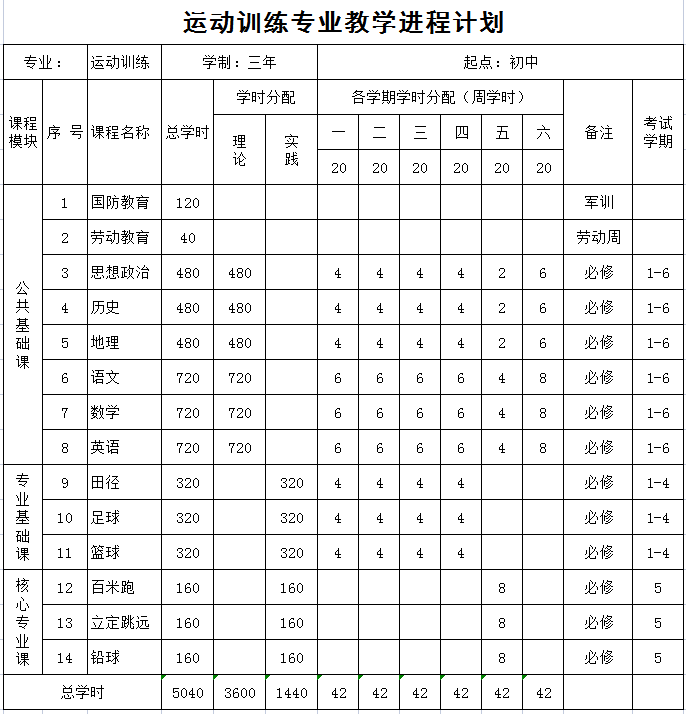 运动训练专业教学进程计划
专业： 运动训练 学制：三年 起点：初中
课程模块 序 号 课程名称 总学时 学时分配 各学期学时分配（周学时） 备注 考试学期
理论 实践 一 二 三 四 五 六
20 20 20 20 20 20
公共基础课
1 国防教育 120 军训
2 劳动教育 40 劳动周
3 思想政治 480 480 4 4 4 4 2 6 必修 1-6
4 历史 480 480 4 4 4 4 2 6 必修 1-6
5 地理 480 480 4 4 4 4 2 6 必修 1-6
6 语文 720 720 6 6 6 6 4 8 必修 1-6
7 数学 720 720 6 6 6 6 4 8 必修 1-6
8 英语 720 720 6 6 6 6 4 8 必修 1-6
专业基础课
9 田径 320 320 4 4 4 4 必修 1-4
10 足球 320 320 4 4 4 4 必修 1-4
11 篮球 320 320 4 4 4 4 必修 1-4
核心专业课
12 百米跑 160 160 8 必修 5
13 立定跳远 160 160 8 必修 5
14 铅球 160 160 8 必修 5
总学时 5040 3600 1440 42 42 42 42 42 42